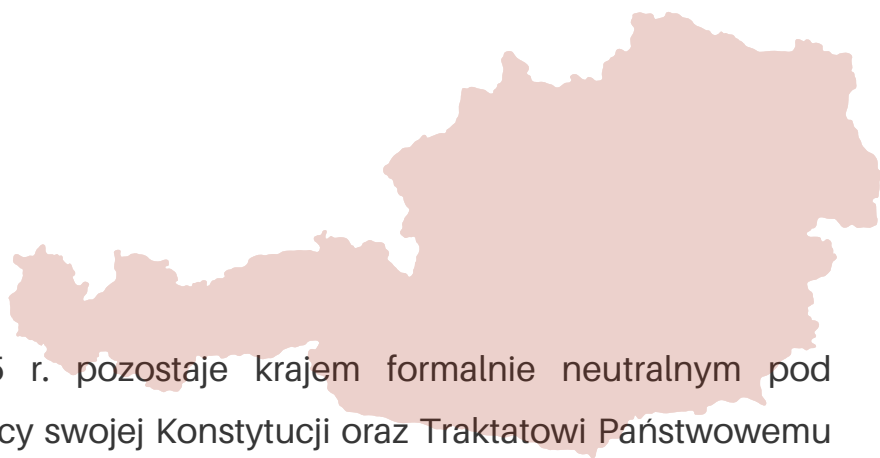 5 r. pozostaje krajem formalnie neutralnym pod
cy swojej Konstytucji oraz Traktatowi Państwowemu